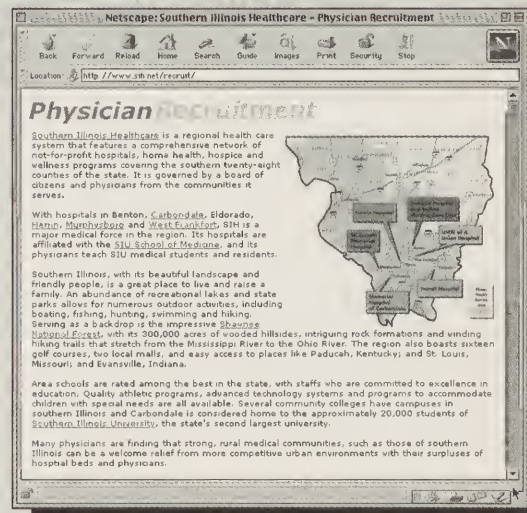 Netscape: Southern Illinois Healthcare - Physician Recruitment
Back Forward Reload Home Search Guide Images Print Security Stop
N
Location: http://www.sih.net/recruit/
Physician Recruitment
Southern Illinois Healthcare is a regional health care
system that features a comprehensive network of
not-for-profit hospitals, home health, hospice and
wellness programs covering the southern twenty-eight
counties of the state. It is governed by a board of
citizens and physicians from the communities it
serves.
With hospitals in Benton, Carbondale, Eldorado,
Herrin, Murphysboro and West Frankfort, SIH is a
major medical force in the region. Its hospitals are
affiliated with the SIU School of Medicine, and its
physicians teach SIU medical students and residents.
Southern Illinois, with its beautiful landscape and
friendly people, is a great place to live and raise a
family. An abundance of recreational lakes and state
parks allows for numerous outdoor activities, including
boating, fishing, hunting, swimming and hiking.
Serving as a backdrop is the impressive Shawnee
National Forest, with its 300,000 acres of wooded hillsides, intriguing rock formations and winding
hiking trails that stretch from the Mississippi River to the Ohio River. The region also boasts sixteen
golf courses, two local malls, and easy access to places like Paducah, Kentucky; and St. Louis,
Missouri; and Evansville, Indiana.
Area schools are rated among the best in the state, with staffs who are committed to excellence in
education. Quality athletic programs, advanced technology systems and programs to accommodate
children with special needs are all available. Several community colleges have campuses in
southern Illinois and Carbondale is considered home to the approximately 20,000 students of
Southern Illinois University, the state's second largest university.
Many physicians are finding that strong, rural medical communities, such as those of southern
Illinois can be a welcome relief from more competitive urban environments with their surpluses of
hosptial beds and physicians.
Memorial
Hospital
of Carbondale